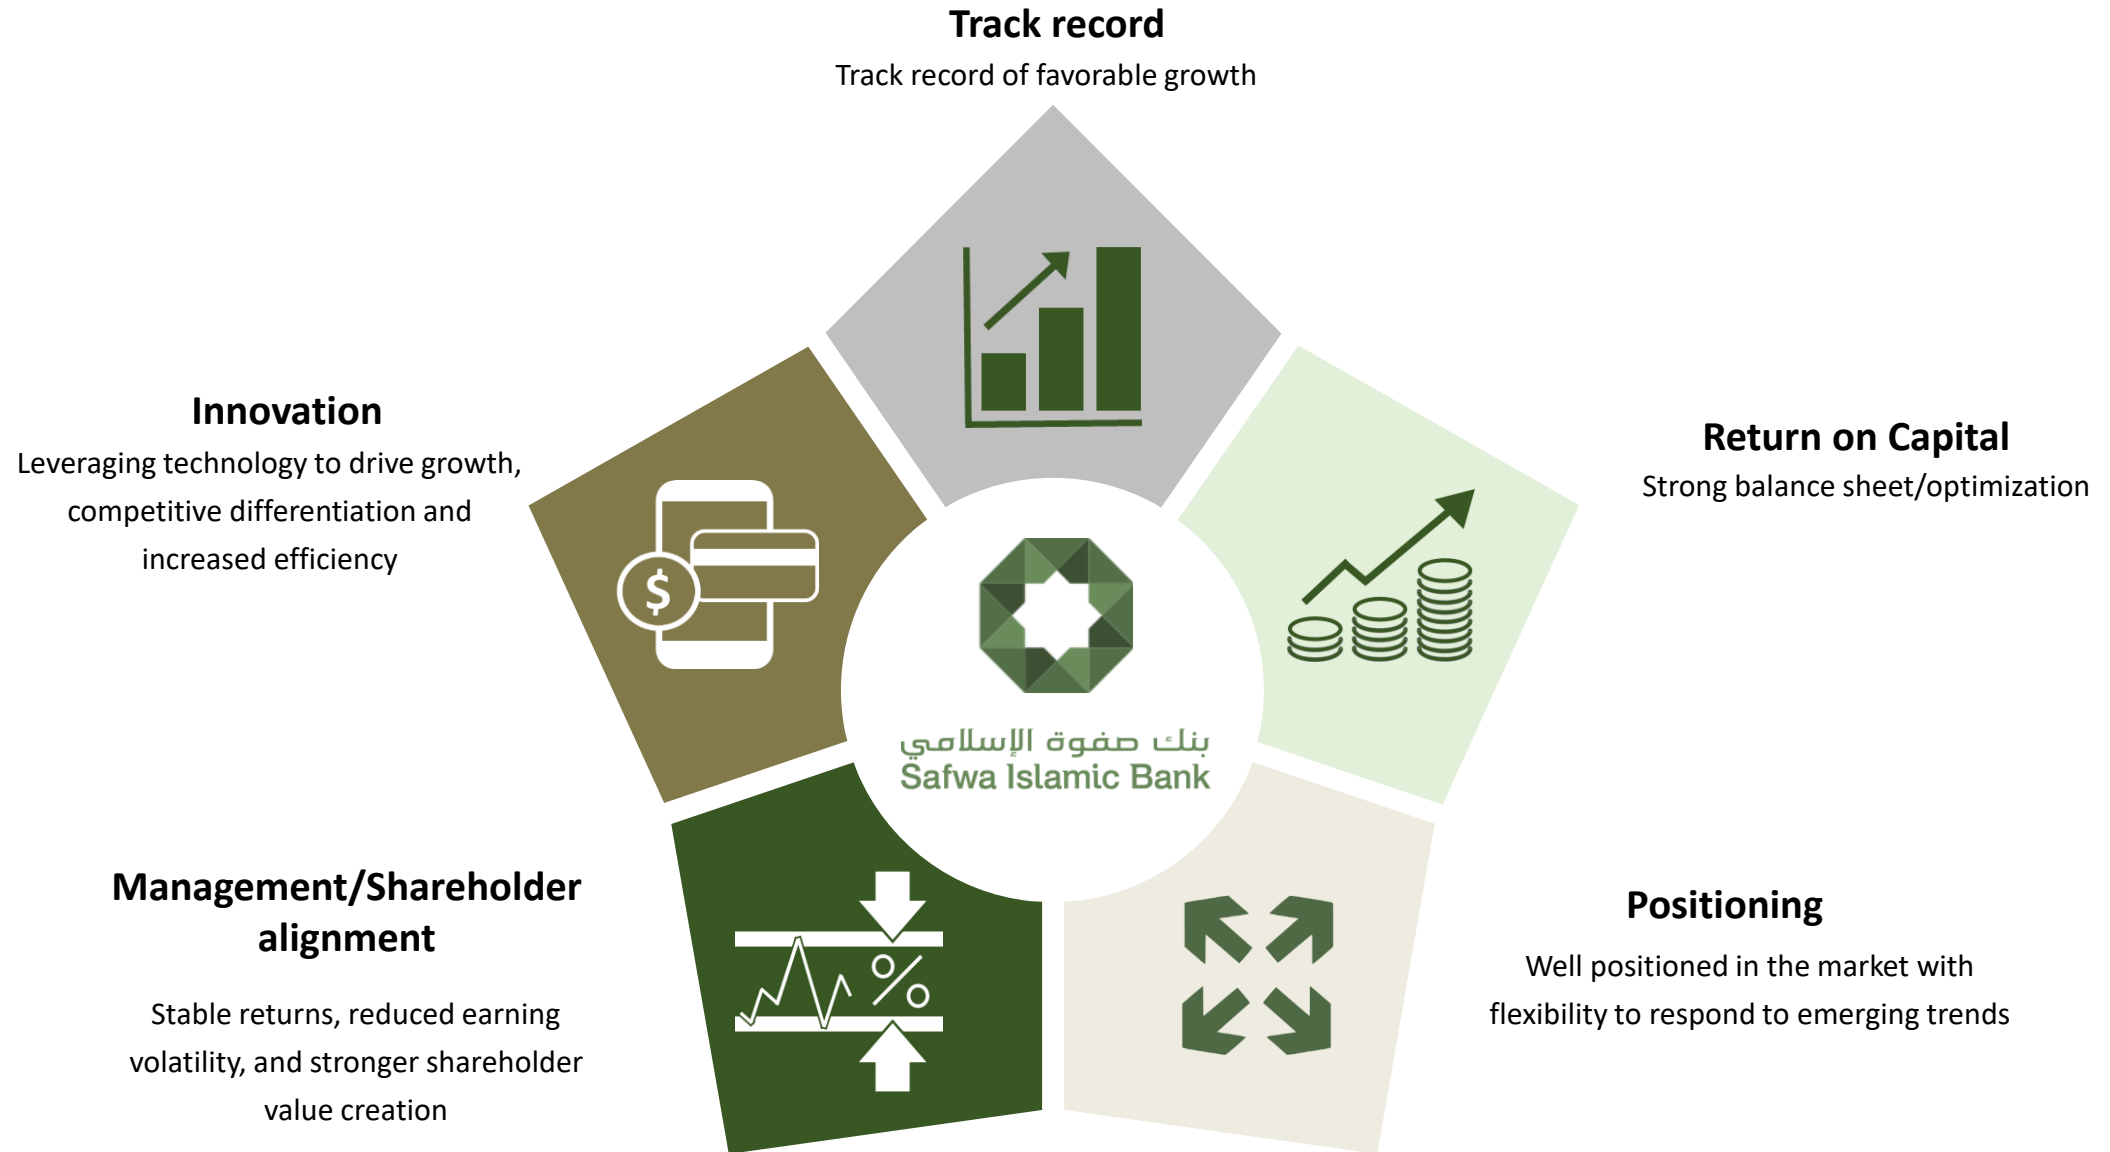 Track record
Track record of favorable growth
Innovation
Leveraging technology to drive growth,
competitive differentiation and
increased efficiency
$
Return on Capital
Strong balance sheet/optimization
بنك صفوة الإسلامي
Safwa Islamic Bank
Management/Shareholder
alignment
Stable returns, reduced earning
volatility, and stronger shareholder
value creation
%
Positioning
Well positioned in the market with
flexibility to respond to emerging trends